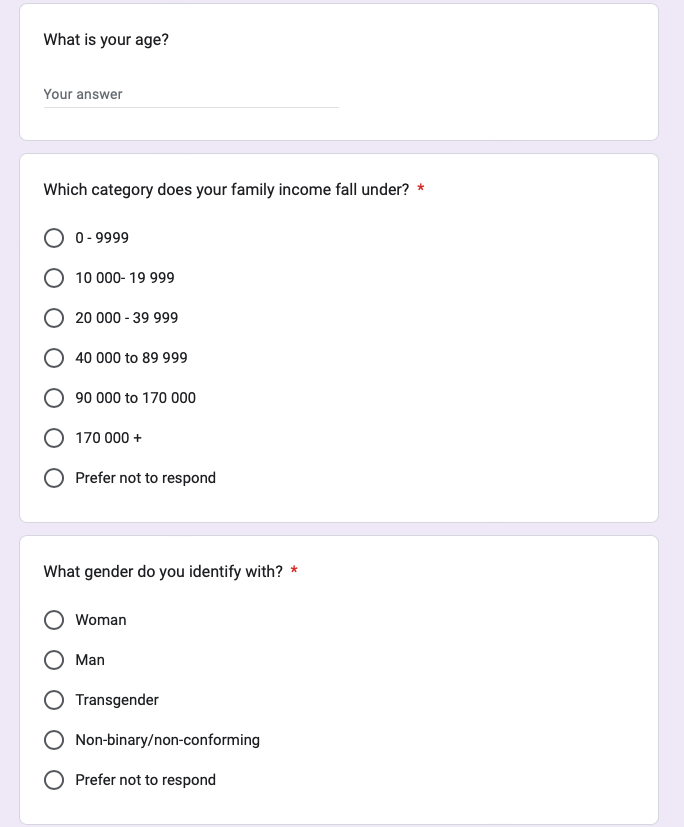 What is your age?
Your answer
Which category does your family income fall under? *
0 - 9999
10 000- 19 999
20 000 - 39 999
40 000 to 89 999
90 000 to 170 000
170 000 +
Prefer not to respond
What gender do you identify with? *
Woman
Man
Transgender
Non-binary/non-conforming
Prefer not to respond